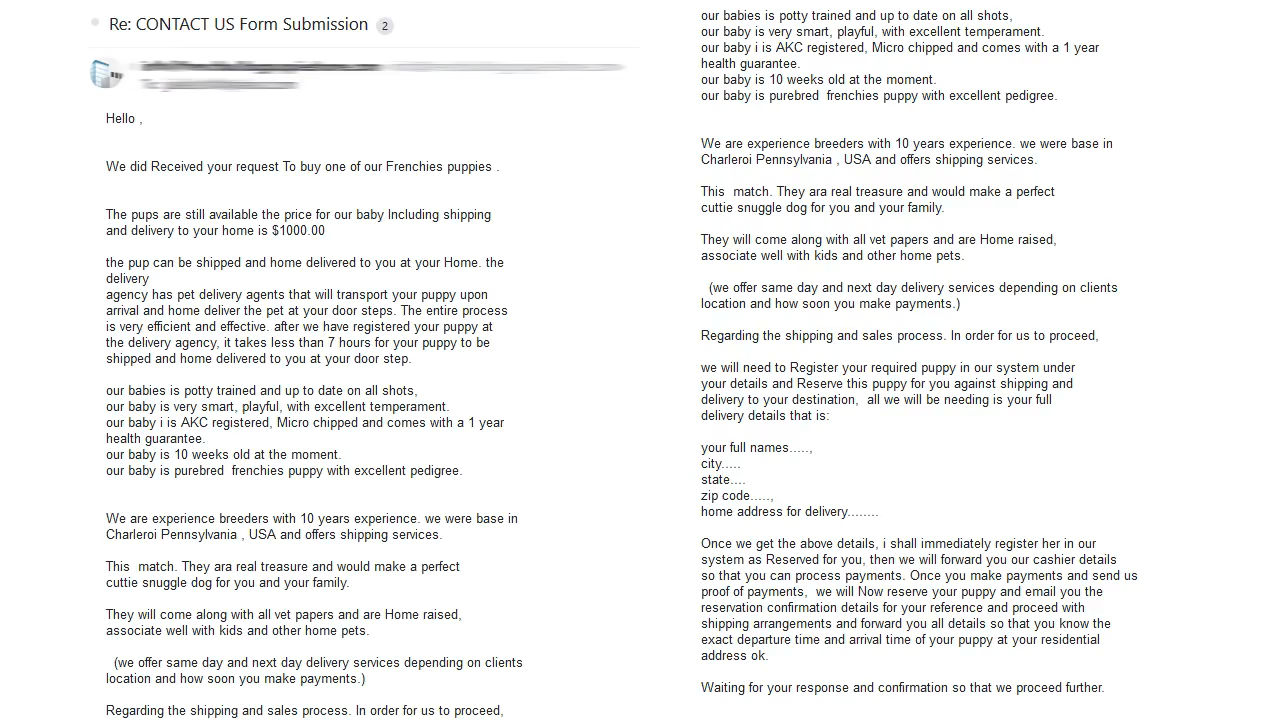 Re: CONTACT US Form Submission 2
Hello ,
We did Received your request To buy one of our Frenchies puppies .
The pups are still available the price for our baby Including shipping
and delivery to your home is $1000.00
the pup can be shipped and home delivered to you at your Home. the
delivery
agency has pet delivery agents that will transport your puppy upon
arrival and home deliver the pet at your door steps. The entire process
is very efficient and effective. after we have registered your puppy at
the delivery agency, it takes less than 7 hours for your puppy to be
shipped and home delivered to you at your door step.
our babies is potty trained and up to date on all shots,
our baby is very smart, playful, with excellent temperament.
our baby i is AKC registered, Micro chipped and comes with a 1 year
health guarantee.
our baby is 10 weeks old at the moment.
our baby is purebred  frenchies puppy with excellent pedigree.
We are experience breeders with 10 years experience. we were base in
Charleroi Pennsylvania , USA and offers shipping services.
This  match. They ara real treasure and would make a perfect
cuttie snuggle dog for you and your family.
They will come along with all vet papers and are Home raised,
associate well with kids and other home pets.
(we offer same day and next day delivery services depending on clients
location and how soon you make payments.)
Regarding the shipping and sales process. In order for us to proceed,
our babies is potty trained and up to date on all shots,
our baby is very smart, playful, with excellent temperament.
our baby i is AKC registered, Micro chipped and comes with a 1 year
health guarantee.
our baby is 10 weeks old at the moment.
our baby is purebred  frenchies puppy with excellent pedigree.
We are experience breeders with 10 years experience. we were base in
Charleroi Pennsylvania , USA and offers shipping services.
This  match. They ara real treasure and would make a perfect
cuttie snuggle dog for you and your family.
They will come along with all vet papers and are Home raised,
associate well with kids and other home pets.
(we offer same day and next day delivery services depending on clients
location and how soon you make payments.)
Regarding the shipping and sales process. In order for us to proceed,
we will need to Register your required puppy in our system under
your details and Reserve this puppy for you against shipping and
delivery to your destination,  all we will be needing is your full
delivery details that is:
your full names.....,
city.....
state....
zip code.....,
home address for delivery........
Once we get the above details, i shall immediately register her in our
system as Reserved for you, then we will forward you our cashier details
so that you can process payments. Once you make payments and send us
proof of payments,  we will Now reserve your puppy and email you the
reservation confirmation details for your reference and proceed with
shipping arrangements and forward you all details so that you know the
exact departure time and arrival time of your puppy at your residential
address ok.
Waiting for your response and confirmation so that we proceed further.